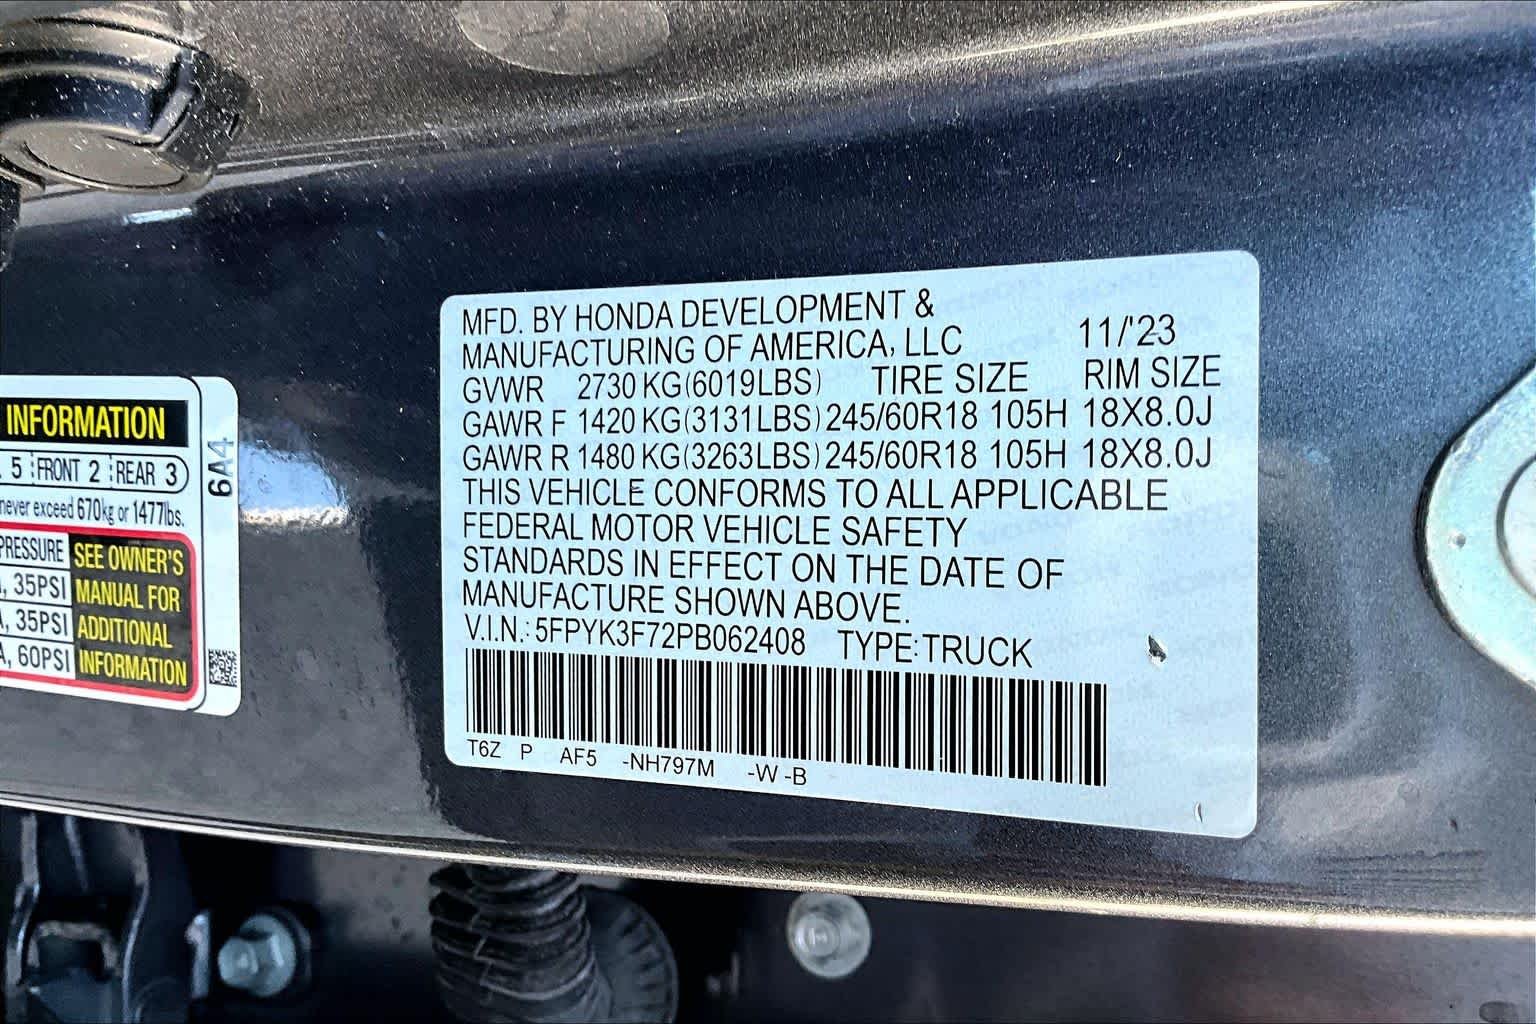 INFORMATION
5 FRONT 2 REAR 3
never exceed 670kg or 1477lbs.
PRESSURE SEE OWNER'S
, 35PSI MANUAL FOR
, 35PSI ADDITIONAL
, 60PSI INFORMATION
6A4
MFD. BY HONDA DEVELOPMENT &
MANUFACTURING OF AMERICA, LLC 11/'23
GVWR 2730 KG(6019LBS) TIRE SIZE RIM SIZE
GAWR F 1420 KG(3131LBS) 245/60R18 105H 18X8.0J
GAWR R 1480 KG(3263LBS) 245/60R18 105H 18X8.0J
THIS VEHICLE CONFORMS TO ALL APPLICABLE
FEDERAL MOTOR VEHICLE SAFETY
STANDARDS IN EFFECT ON THE DATE OF
MANUFACTURE SHOWN ABOVE.
V.I.N.: 5FPYK3F72PB062408 TYPE:TRUCK
T6Z P AF5 -NH797M -W -B